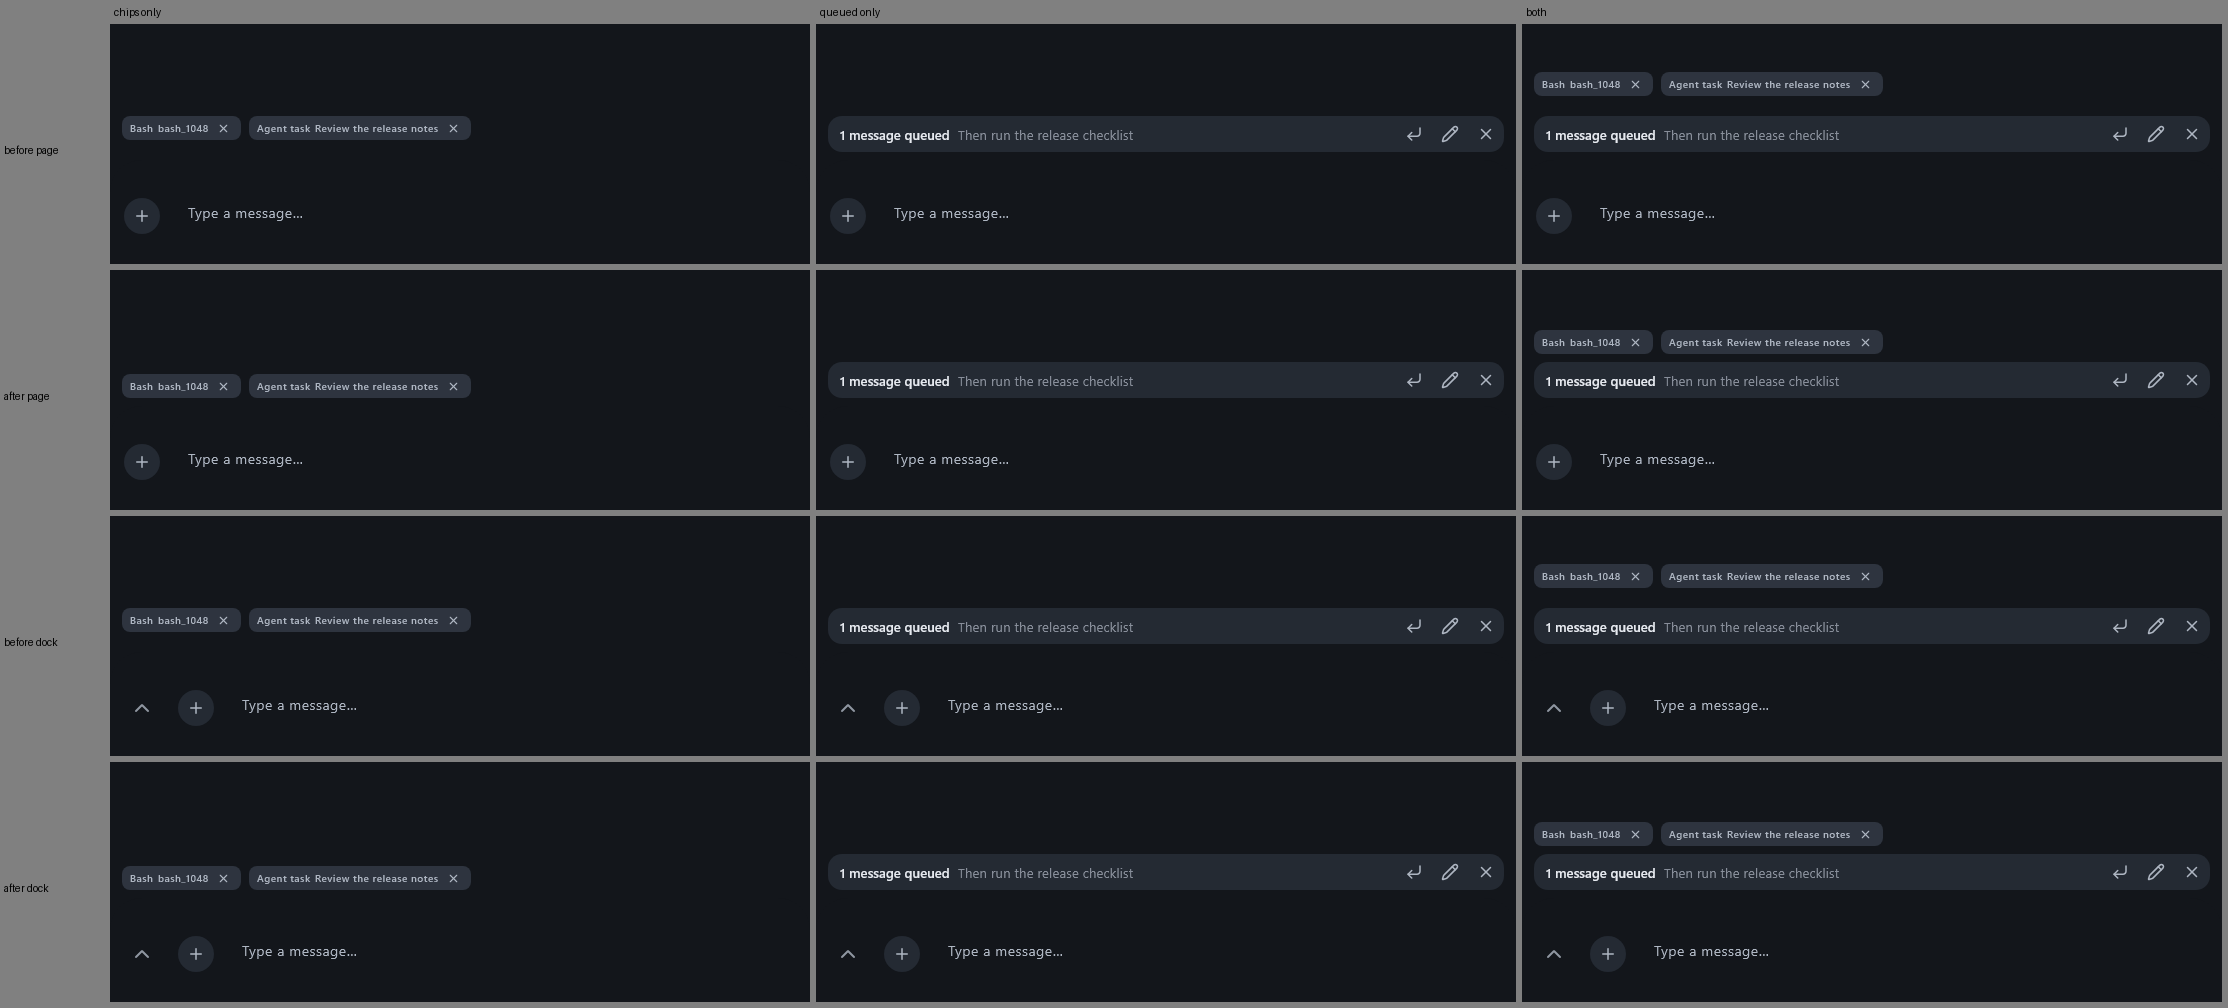 chips only queued only both
before page
Bash bash_1048 Agent task Review the release notes
Type a message...
1 message queued Then run the release checklist
Type a message...
Bash bash_1048 Agent task Review the release notes
1 message queued Then run the release checklist
Type a message...
after page
Bash bash_1048 Agent task Review the release notes
Type a message...
1 message queued Then run the release checklist
Type a message...
Bash bash_1048 Agent task Review the release notes
1 message queued Then run the release checklist
Type a message...
before dock
Bash bash_1048 Agent task Review the release notes
Type a message...
1 message queued Then run the release checklist
Type a message...
Bash bash_1048 Agent task Review the release notes
1 message queued Then run the release checklist
Type a message...
after dock
Bash bash_1048 Agent task Review the release notes
Type a message...
1 message queued Then run the release checklist
Type a message...
Bash bash_1048 Agent task Review the release notes
1 message queued Then run the release checklist
Type a message...